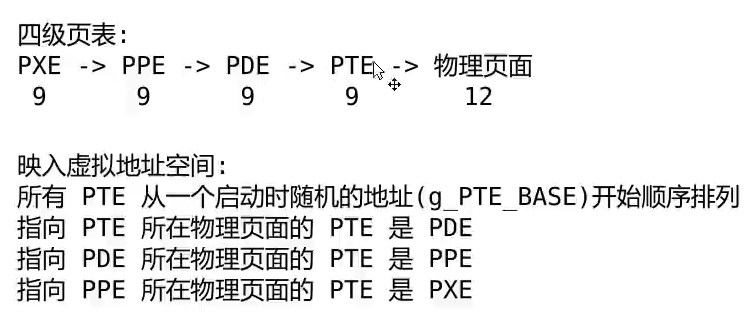 四级页表:
PXE -> PPE -> PDE -> PTE -> 物理页面
9 9 9 9 12
映入虚拟地址空间:
所有 PTE 从一个启动时随机的地址(g_PTE_BASE)开始顺序排列
指向 PTE 所在物理页面的 PTE 是 PDE
指向 PDE 所在物理页面的 PTE 是 PPE
指向 PPE 所在物理页面的 PTE 是 PXE